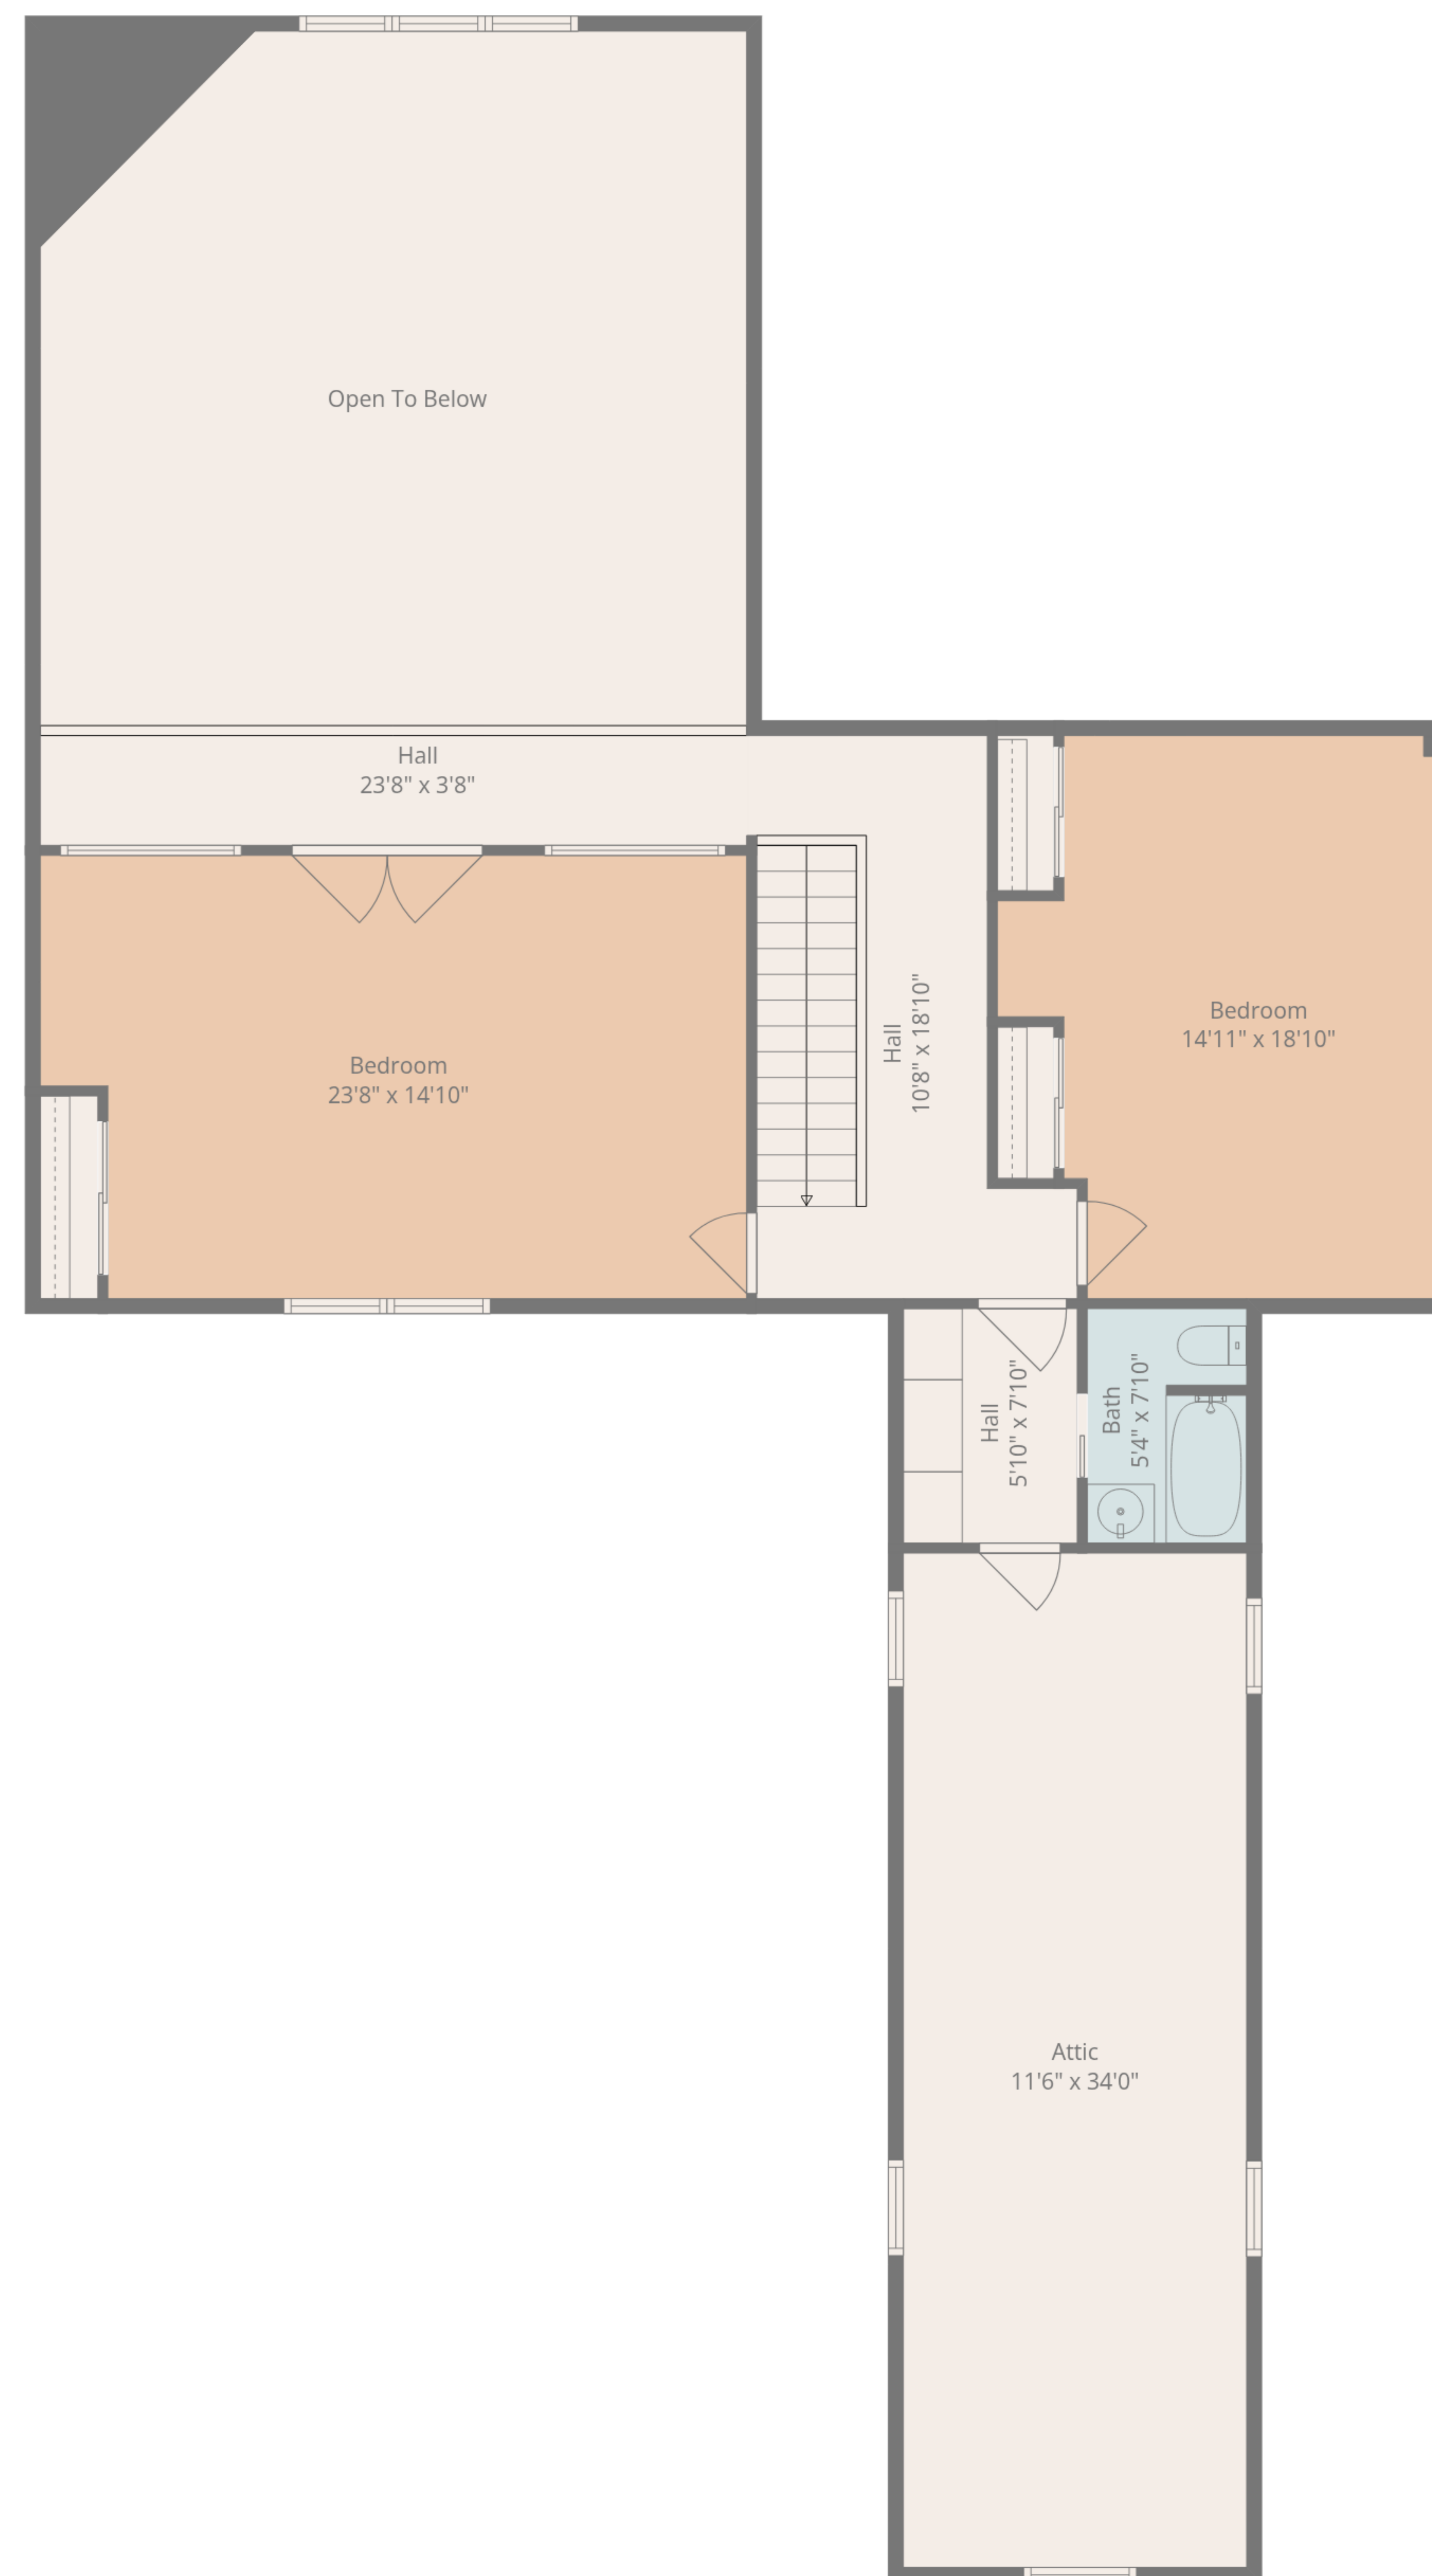 Open To Below
Hall
23'8" x 3'8"
Bedroom
23'8" x 14'10"
Hall
10'8" x 18'10"
Bedroom
14'11" x 18'10"
Hall
5'10" x 7'10"
Bath
5'4" x 7'10"
Attic
11'6" x 34'0"